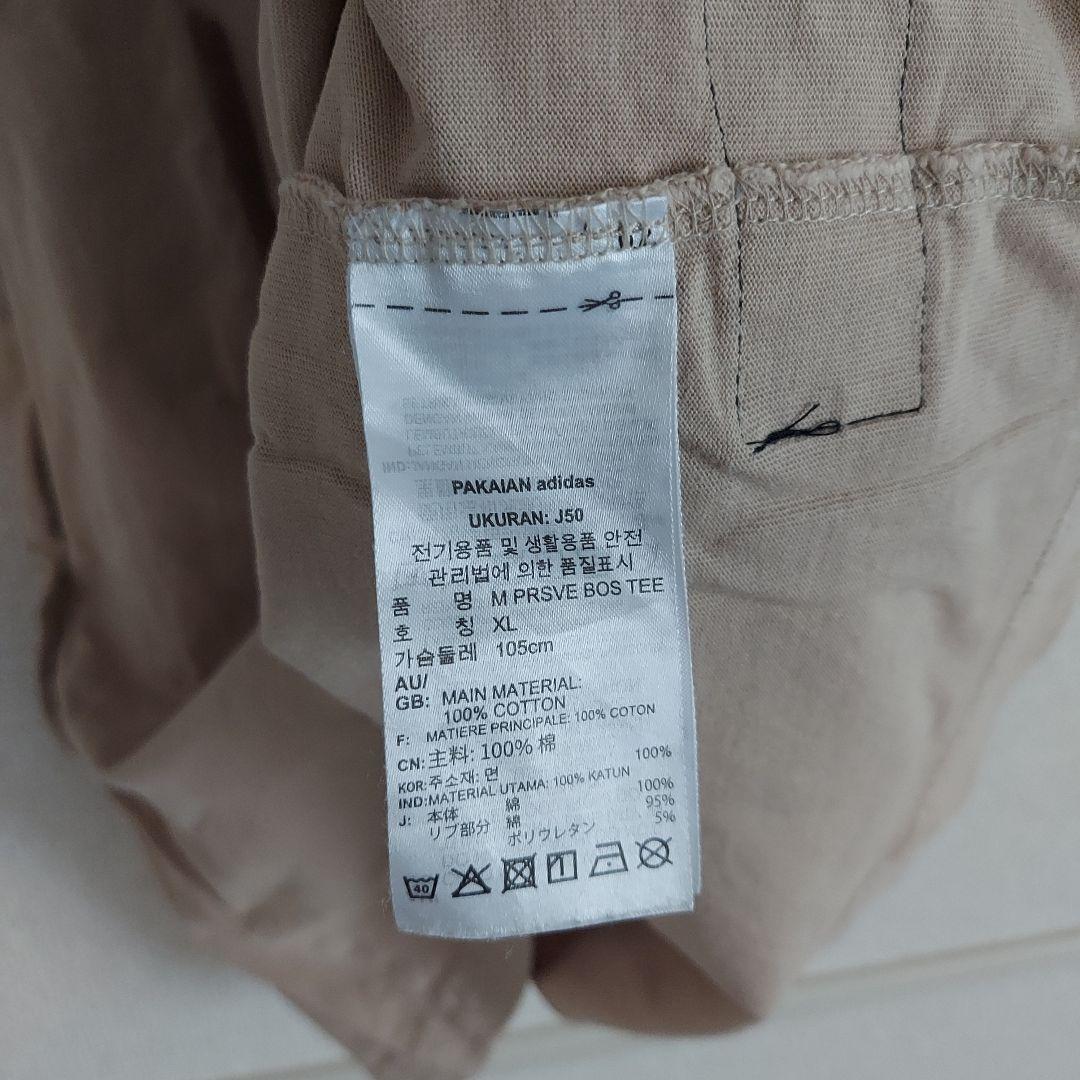 PAKAIAN adidas
UKURAN: J50
전기용품 및 생활용품 안전
관리법에 의한 품질표시
품 명 M PRSVE BOS TEE
호 칭 XL
가슴둘레 105cm
AU/
GB: MAIN MATERIAL:
100% COTTON
F: MATIERE PRINCIPALE: 100% COTON
CN: 主料: 100% 棉
KOR: 주소재: 면 100%
IND: MATERIAL UTAMA: 100% KATUN
J: 本体 綿 100%
リブ部分 綿 95%
ポリウレタン 5%
40